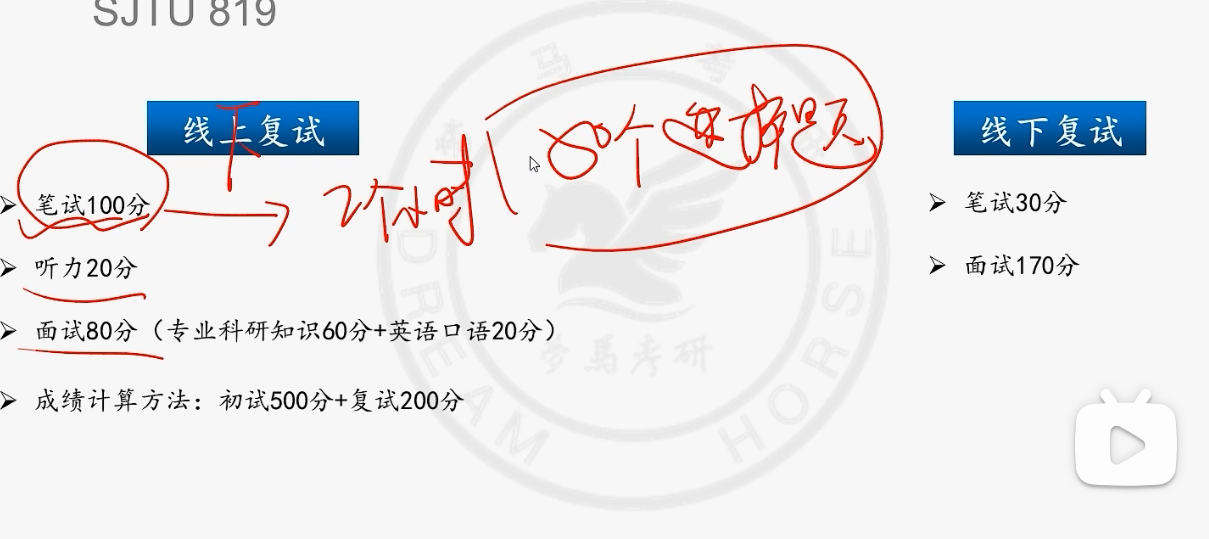 SJTU 819
线上复试
下
笔试100分
2个小时
80个选择题
听力20分
面试80分（专业科研知识60分+英语口语20分）
成绩计算方法：初试500分+复试200分
线下复试
笔试30分
面试170分
梦马考研
DREAM HORSE